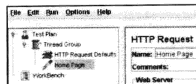 File Edit Run Options Help
Test Plan
Thread Group
HTTP Request Defaults
Home Page
WorkBench
HTTP Request
Name: Home Page
Comments:
Web Server